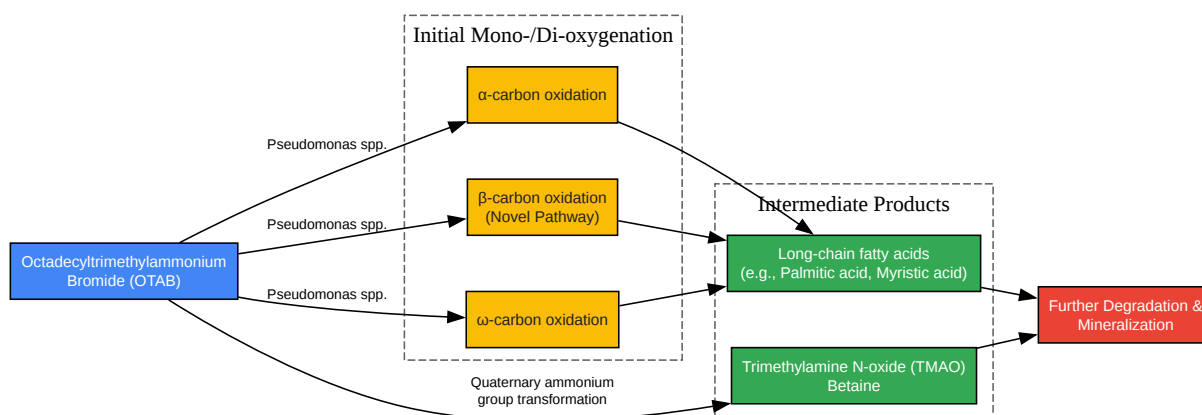 Initial Mono-/Di-oxygenation
α-carbon oxidation
Pseudomonas spp.
β-carbon oxidation
(Novel Pathway)
Pseudomonas spp.
Intermediate Products
Octadecyltrimethylammonium
Bromide (OTAB)
Long-chain fatty acids
(e.g., Palmitic acid, Myristic acid)
Pseudomonas spp.
ω-carbon oxidation
Further Degradation &
Mineralization
Trimethylamine N-oxide (TMAO)
Betaine
Quaternary ammonium
group transformation